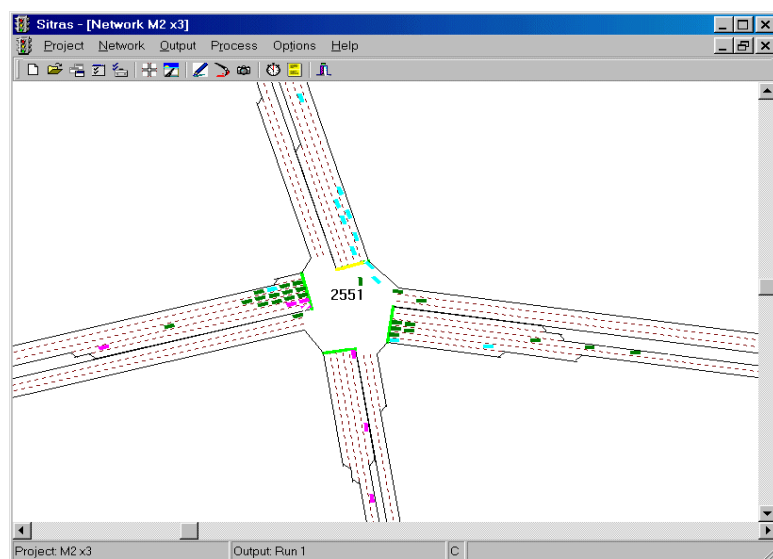 Sitras - [Network M2 x3]
Project Network Output Process Options Help
2551
Project: M2 x3 Output: Run 1 C